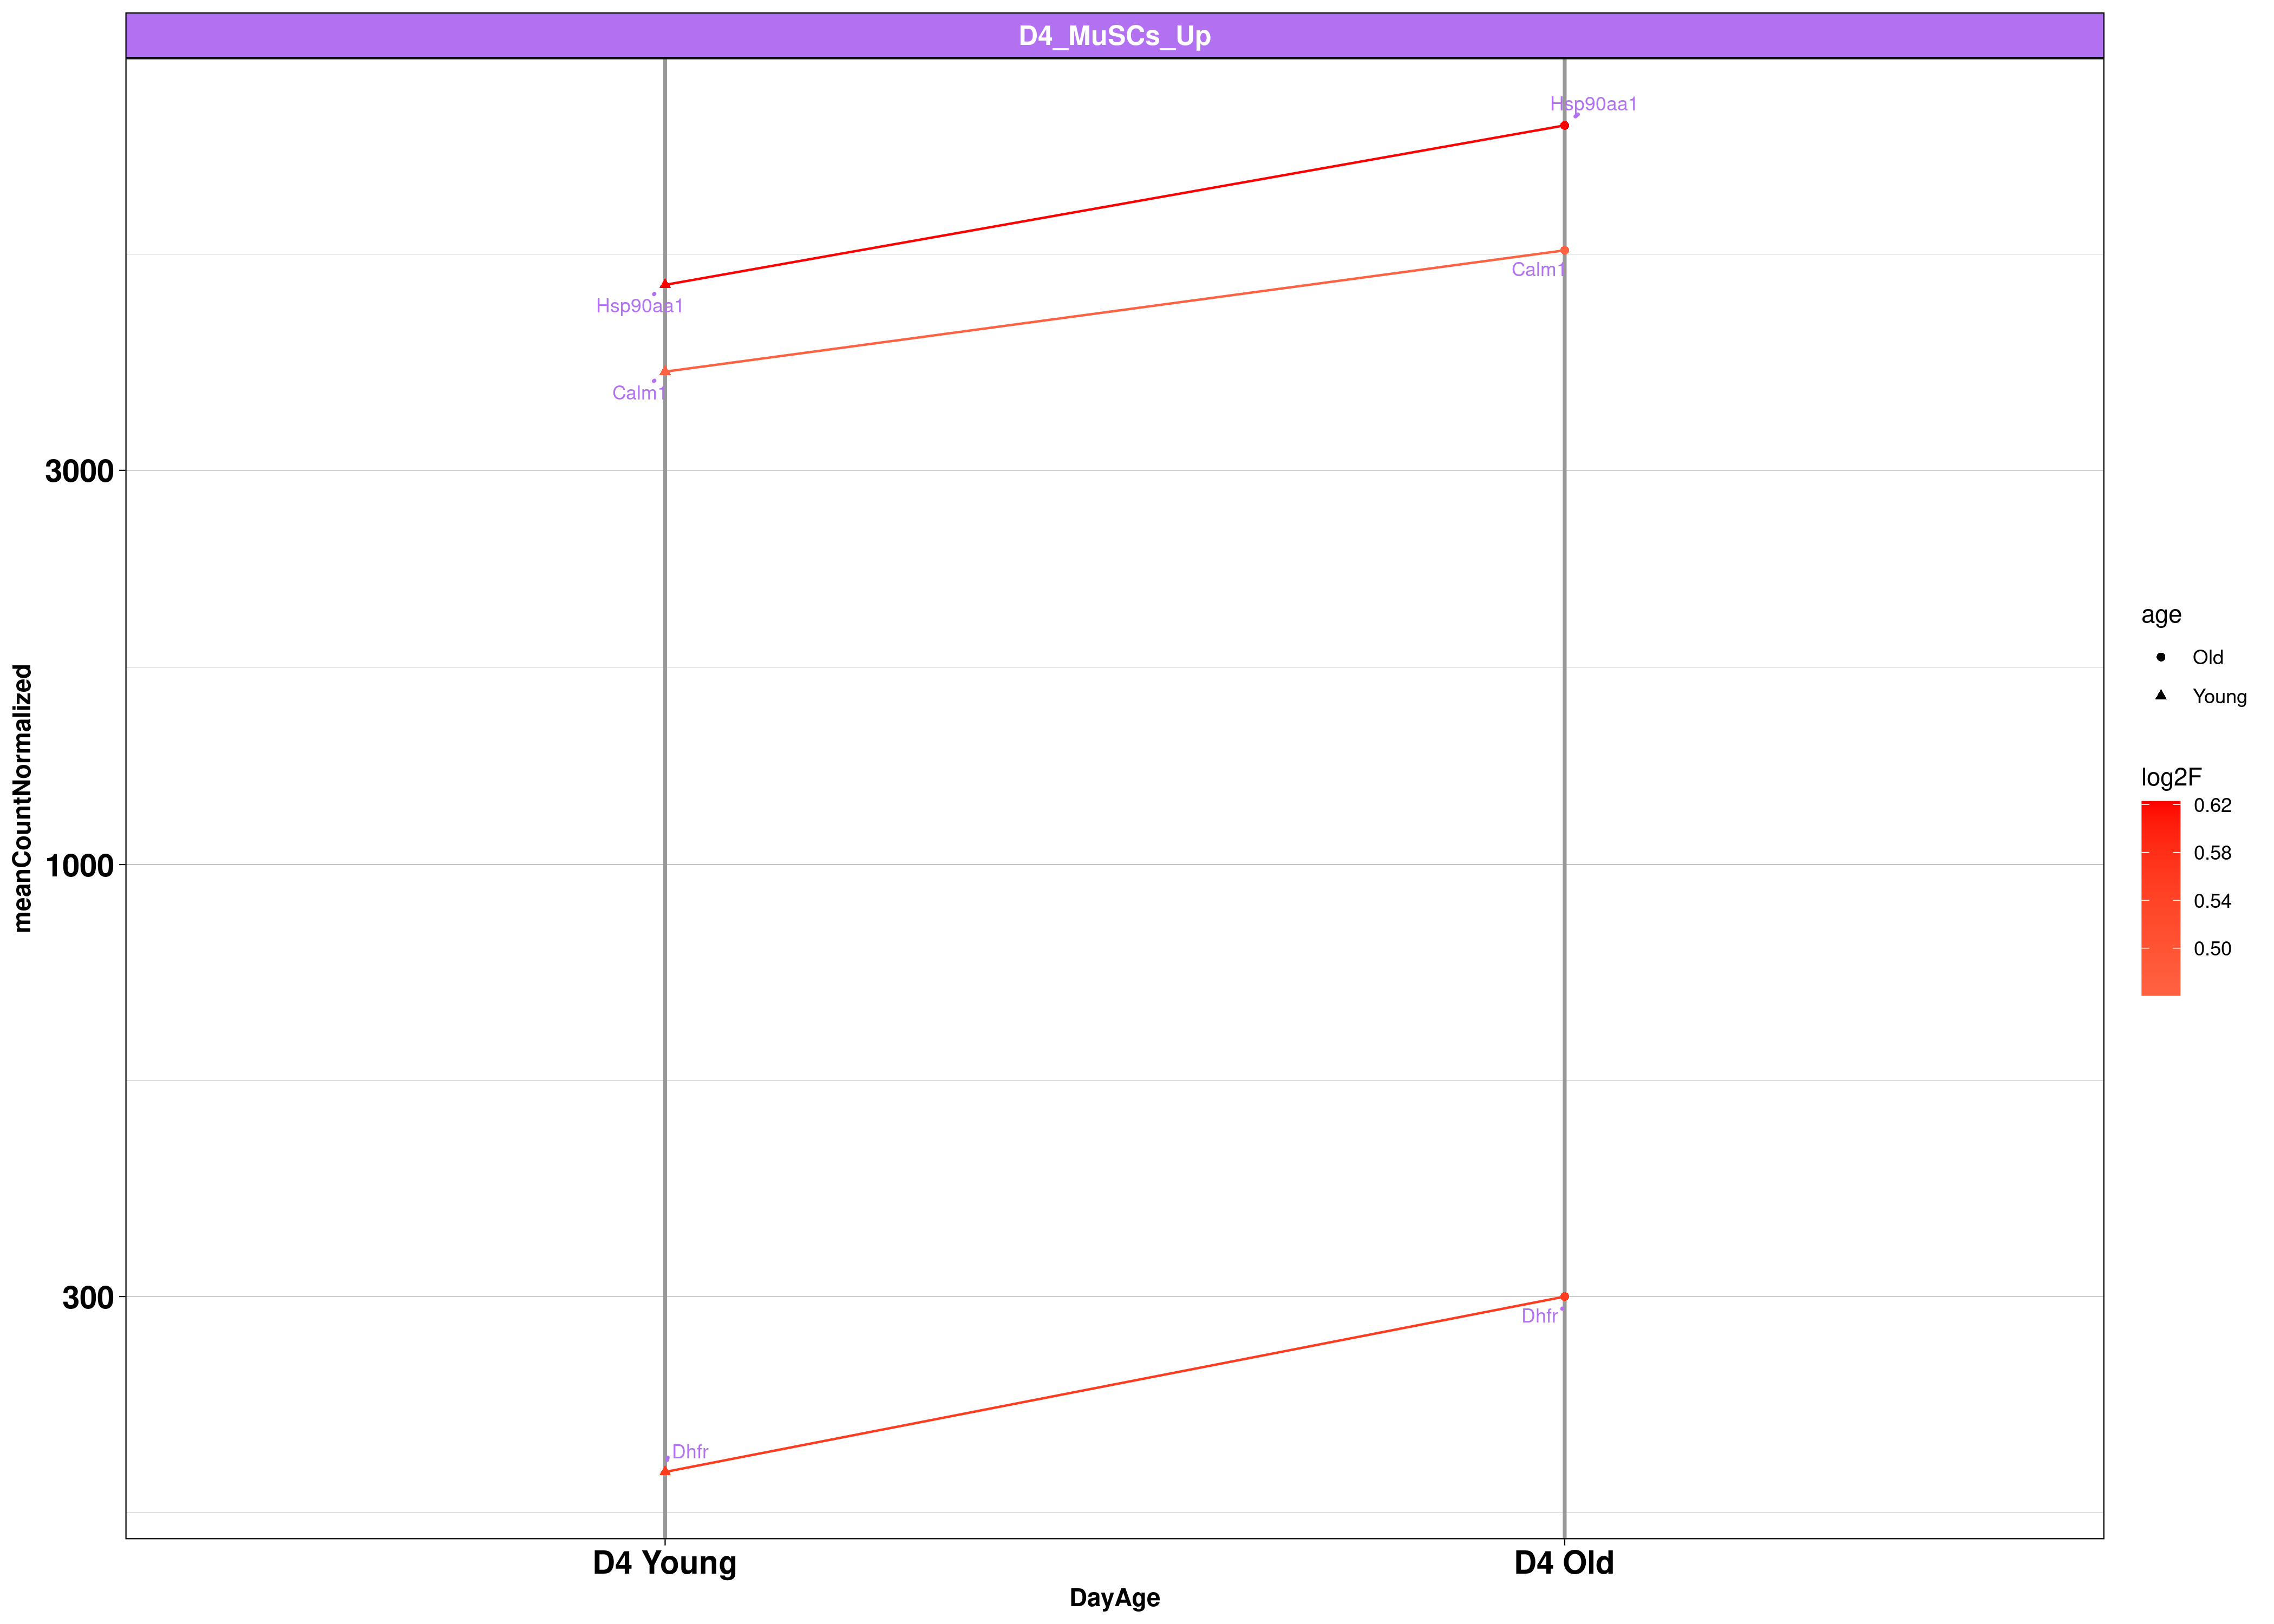 D4_MuSCs_Up
Hsp90aa1
Calm1
Hsp90aa1
Calm1
3000
1000
300
Dhfr
Dhfr
meanCountNormalized
D4 Young
D4 Old
DayAge
age
Old
Young
log2F
0.62
0.58
0.54
0.50